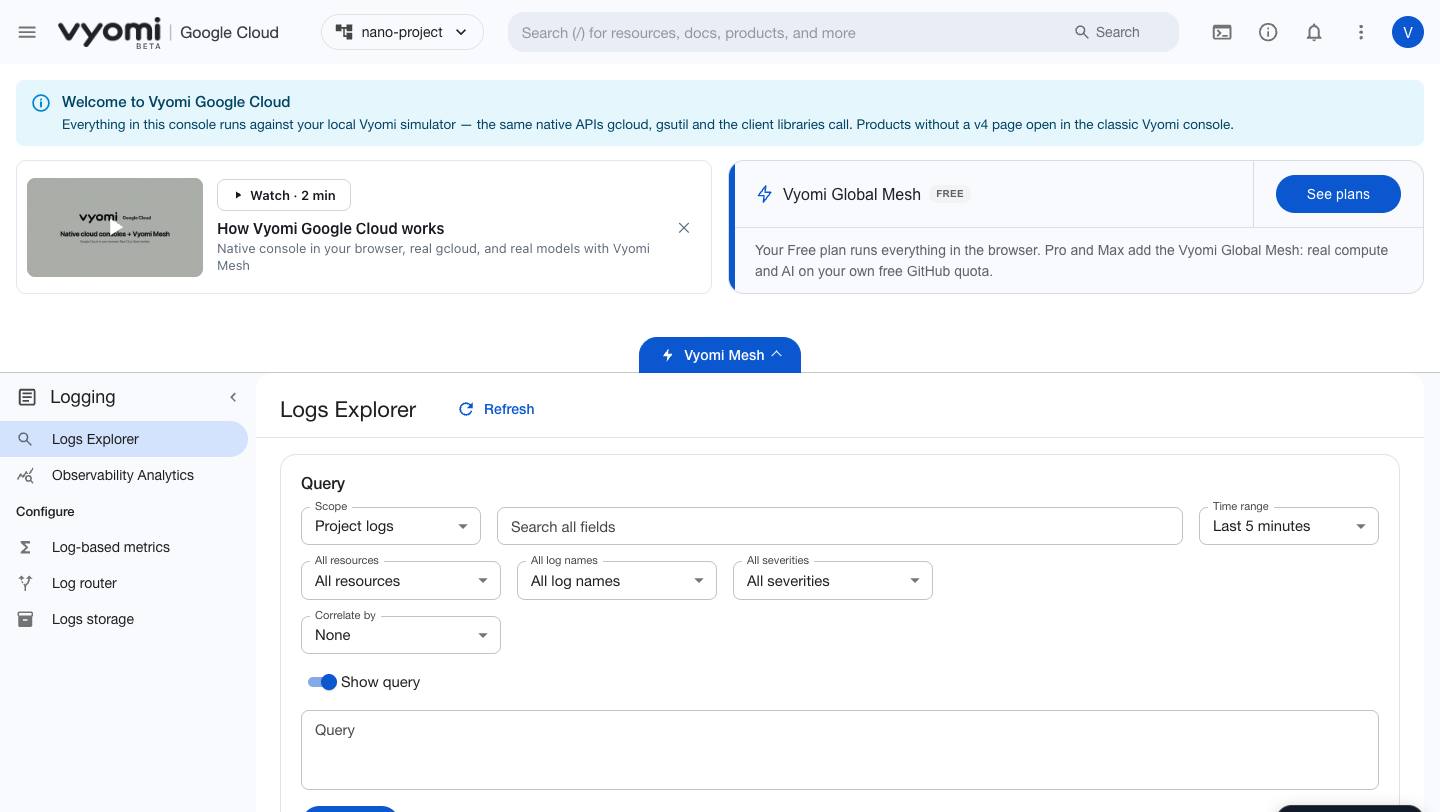 vyomi
BETA
Google Cloud
nano-project
Search (/) for resources, docs, products, and more
Search
V
Welcome to Vyomi Google Cloud
Everything in this console runs against your local Vyomi simulator — the same native APIs gcloud, gsutil and the client libraries call. Products without a v4 page open in the classic Vyomi console.
vyomi Google Cloud
Native cloud consoles + Vyomi Mesh
Watch · 2 min
How Vyomi Google Cloud works
Native console in your browser, real gcloud, and real models with Vyomi
Mesh
Vyomi Global Mesh
FREE
See plans
Your Free plan runs everything in the browser. Pro and Max add the Vyomi Global Mesh: real compute
and AI on your own free GitHub quota.
Vyomi Mesh
Logging
Logs Explorer
Observability Analytics
Configure
Log-based metrics
Log router
Logs storage
Logs Explorer
Refresh
Query
Scope
Project logs
Search all fields
Time range
Last 5 minutes
All resources
All resources
All log names
All log names
All severities
All severities
Correlate by
None
Show query
Query